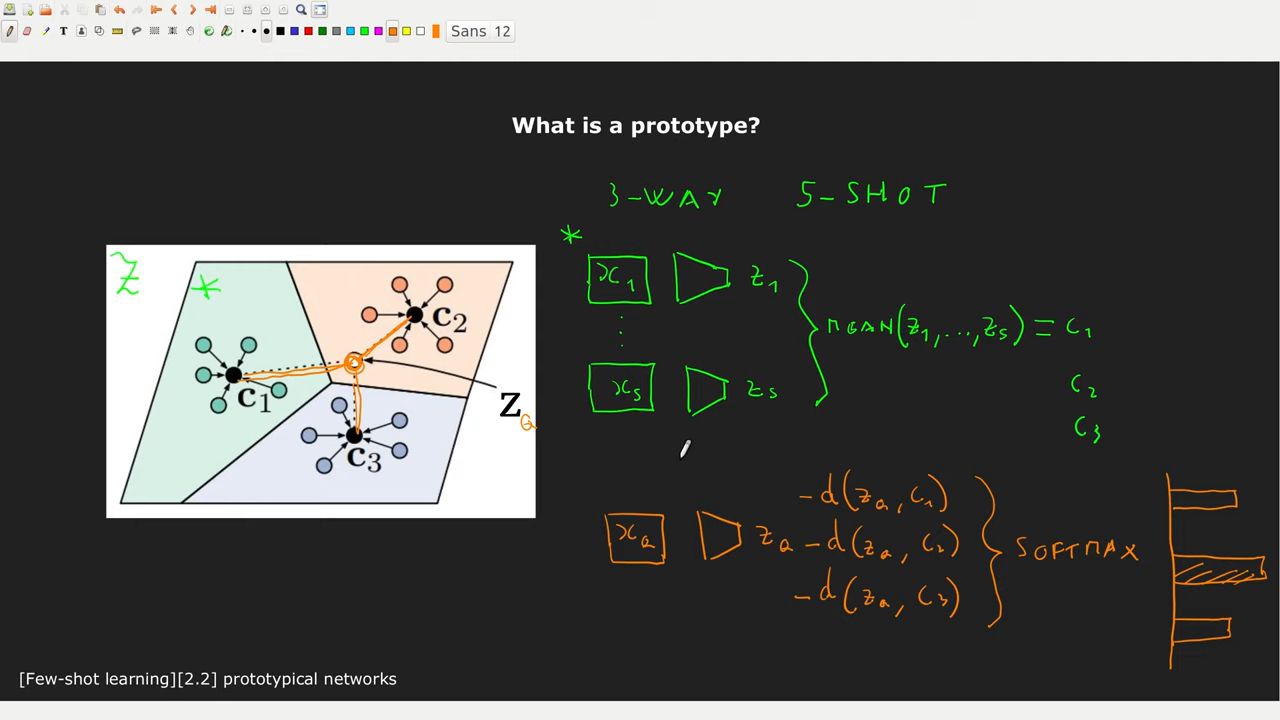 Sans 12
What is a prototype?
3-WAY 5-SHOT
*
Z *
x1 z1
MEAN(z1,...,z5) = c1
x5 z5
c2
c3
c1
c2
c3
ZQ
xQ zQ
-d(zQ, c1)
-d(zQ, c2)
-d(zQ, c3)
SOFTMAX
[Few-shot learning][2.2] prototypical networks